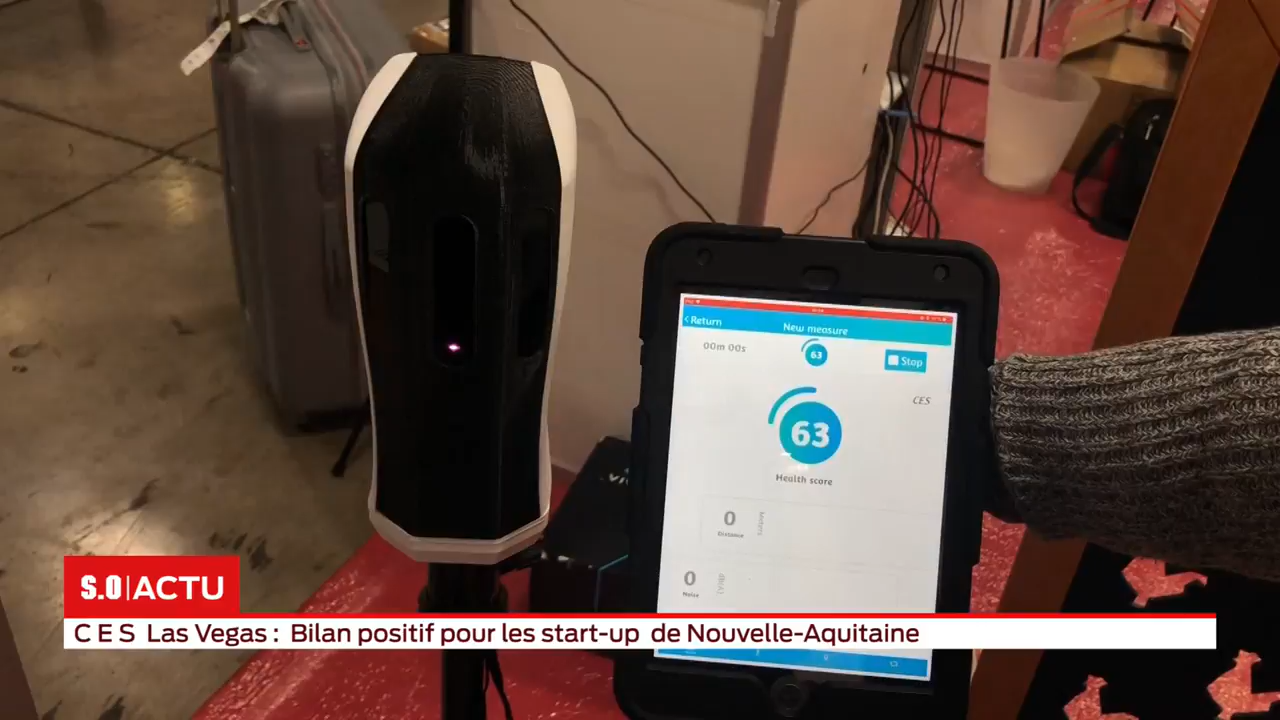 Return
New measure
00m 00s
63
Stop
CES
63
Health score
0
Distance
Meters
0
Noise
S.O|ACTU
C E S Las Vegas : Bilan positif pour les start-up de Nouvelle-Aquitaine